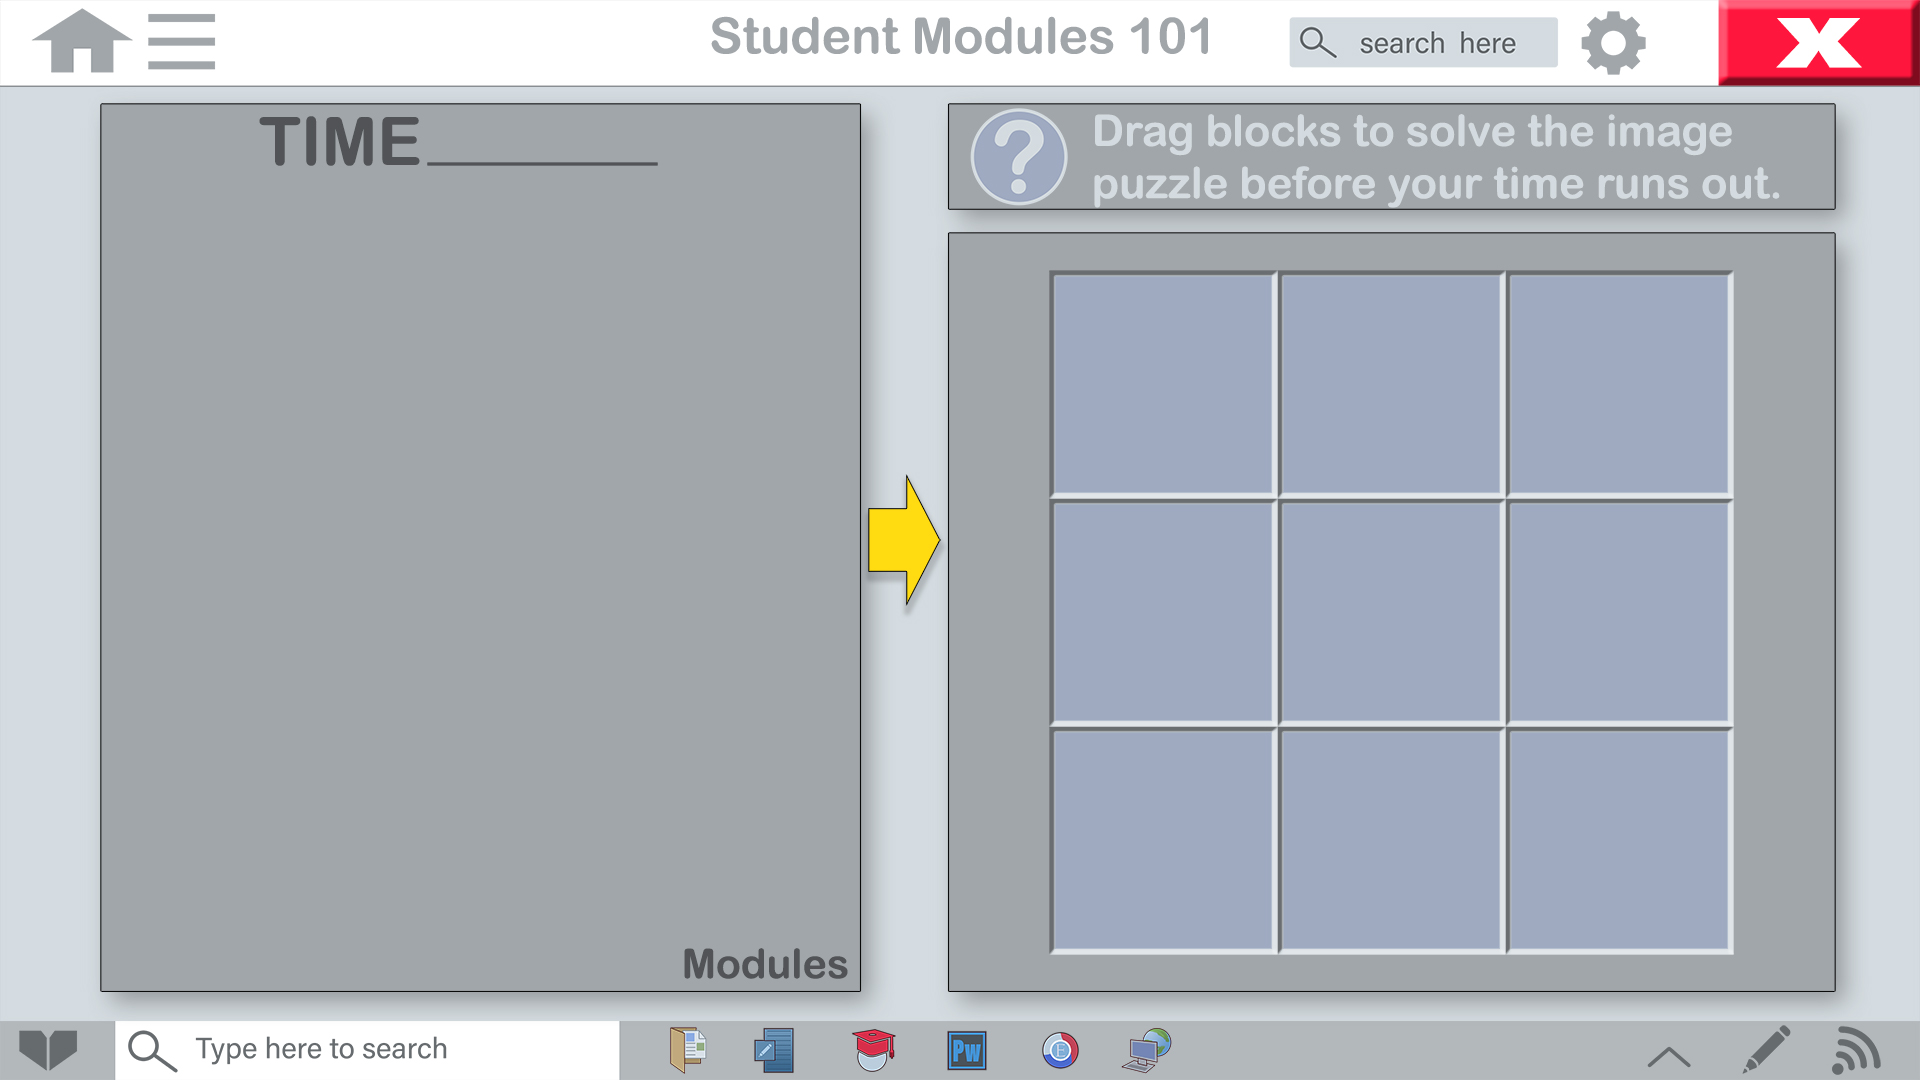 Student Modules 101
search here
X
TIME_________
?
Drag blocks to solve the image
puzzle before your time runs out.
Modules
Type here to search
Pw
E